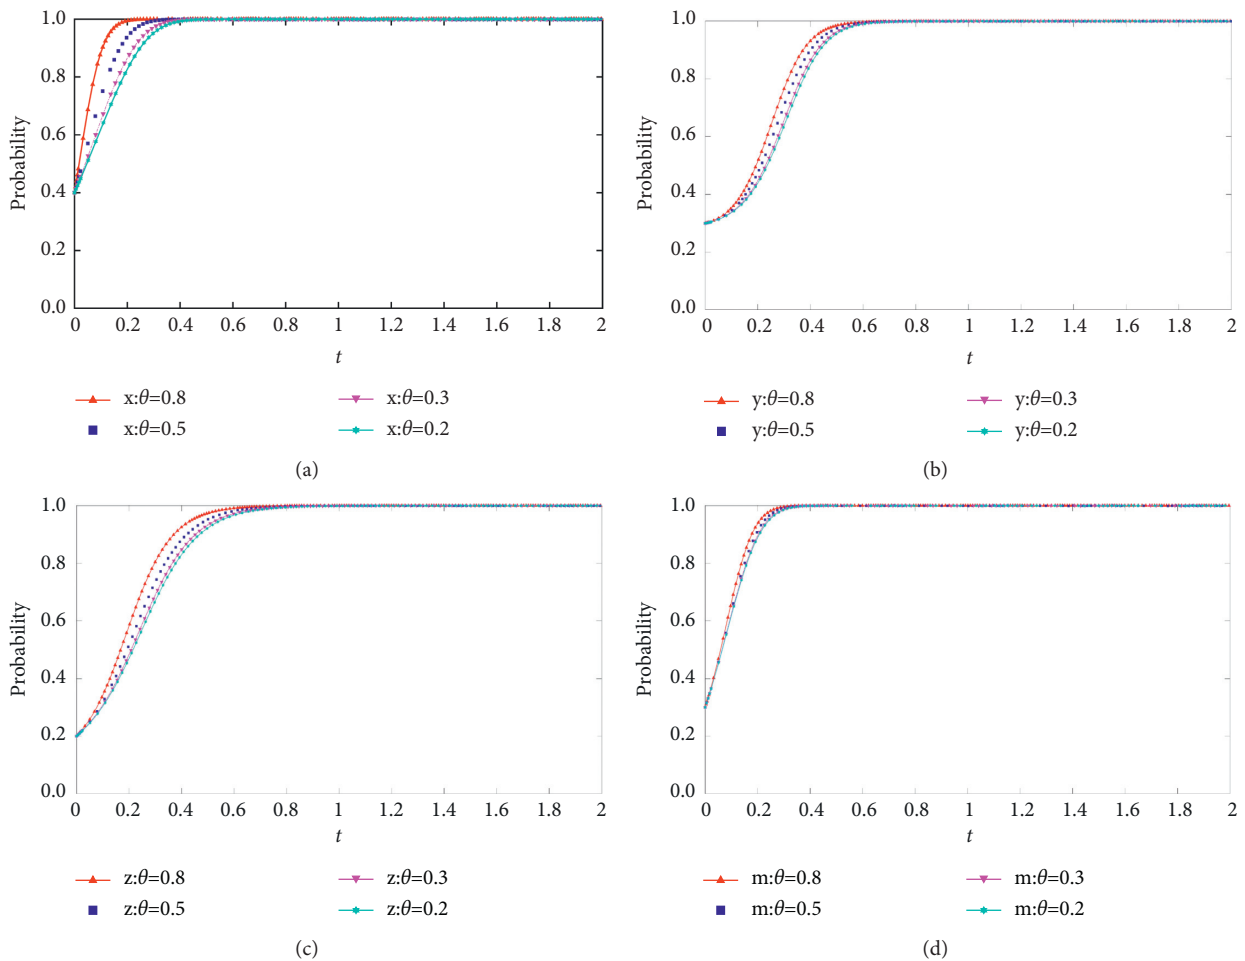 1.0
0.8
0.6
0.4
0.2
0.0
Probability
0 0.2 0.4 0.6 0.8 1 1.2 1.4 1.6 1.8 2
t
x:θ=0.8 x:θ=0.3
x:θ=0.5 x:θ=0.2
(a)
1.0
0.8
0.6
0.4
0.2
0.0
Probability
0 0.2 0.4 0.6 0.8 1 1.2 1.4 1.6 1.8 2
t
y:θ=0.8 y:θ=0.3
y:θ=0.5 y:θ=0.2
(b)
1.0
0.8
0.6
0.4
0.2
0.0
Probability
0 0.2 0.4 0.6 0.8 1 1.2 1.4 1.6 1.8 2
t
z:θ=0.8 z:θ=0.3
z:θ=0.5 z:θ=0.2
(c)
1.0
0.8
0.6
0.4
0.2
0.0
Probability
0 0.2 0.4 0.6 0.8 1 1.2 1.4 1.6 1.8 2
t
m:θ=0.8 m:θ=0.3
m:θ=0.5 m:θ=0.2
(d)